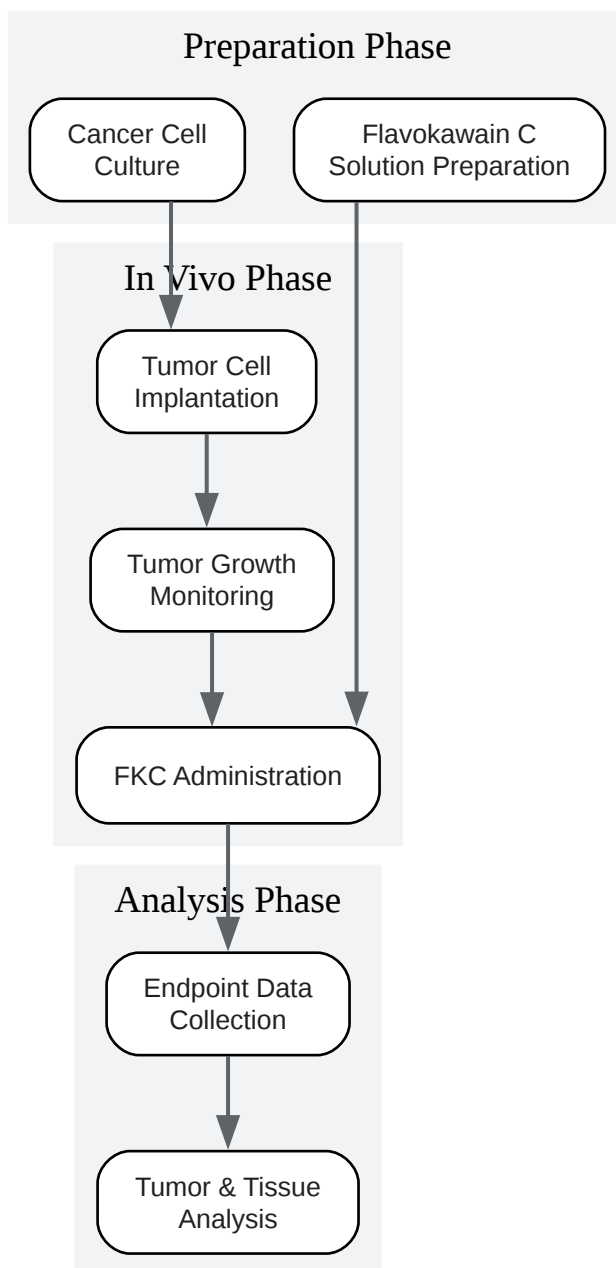 Preparation Phase
Cancer Cell
Culture
Flavokawain C
Solution Preparation
In Vivo Phase
Tumor Cell
Implantation
Tumor Growth
Monitoring
FKC Administration
Analysis Phase
Endpoint Data
Collection
Tumor & Tissue
Analysis